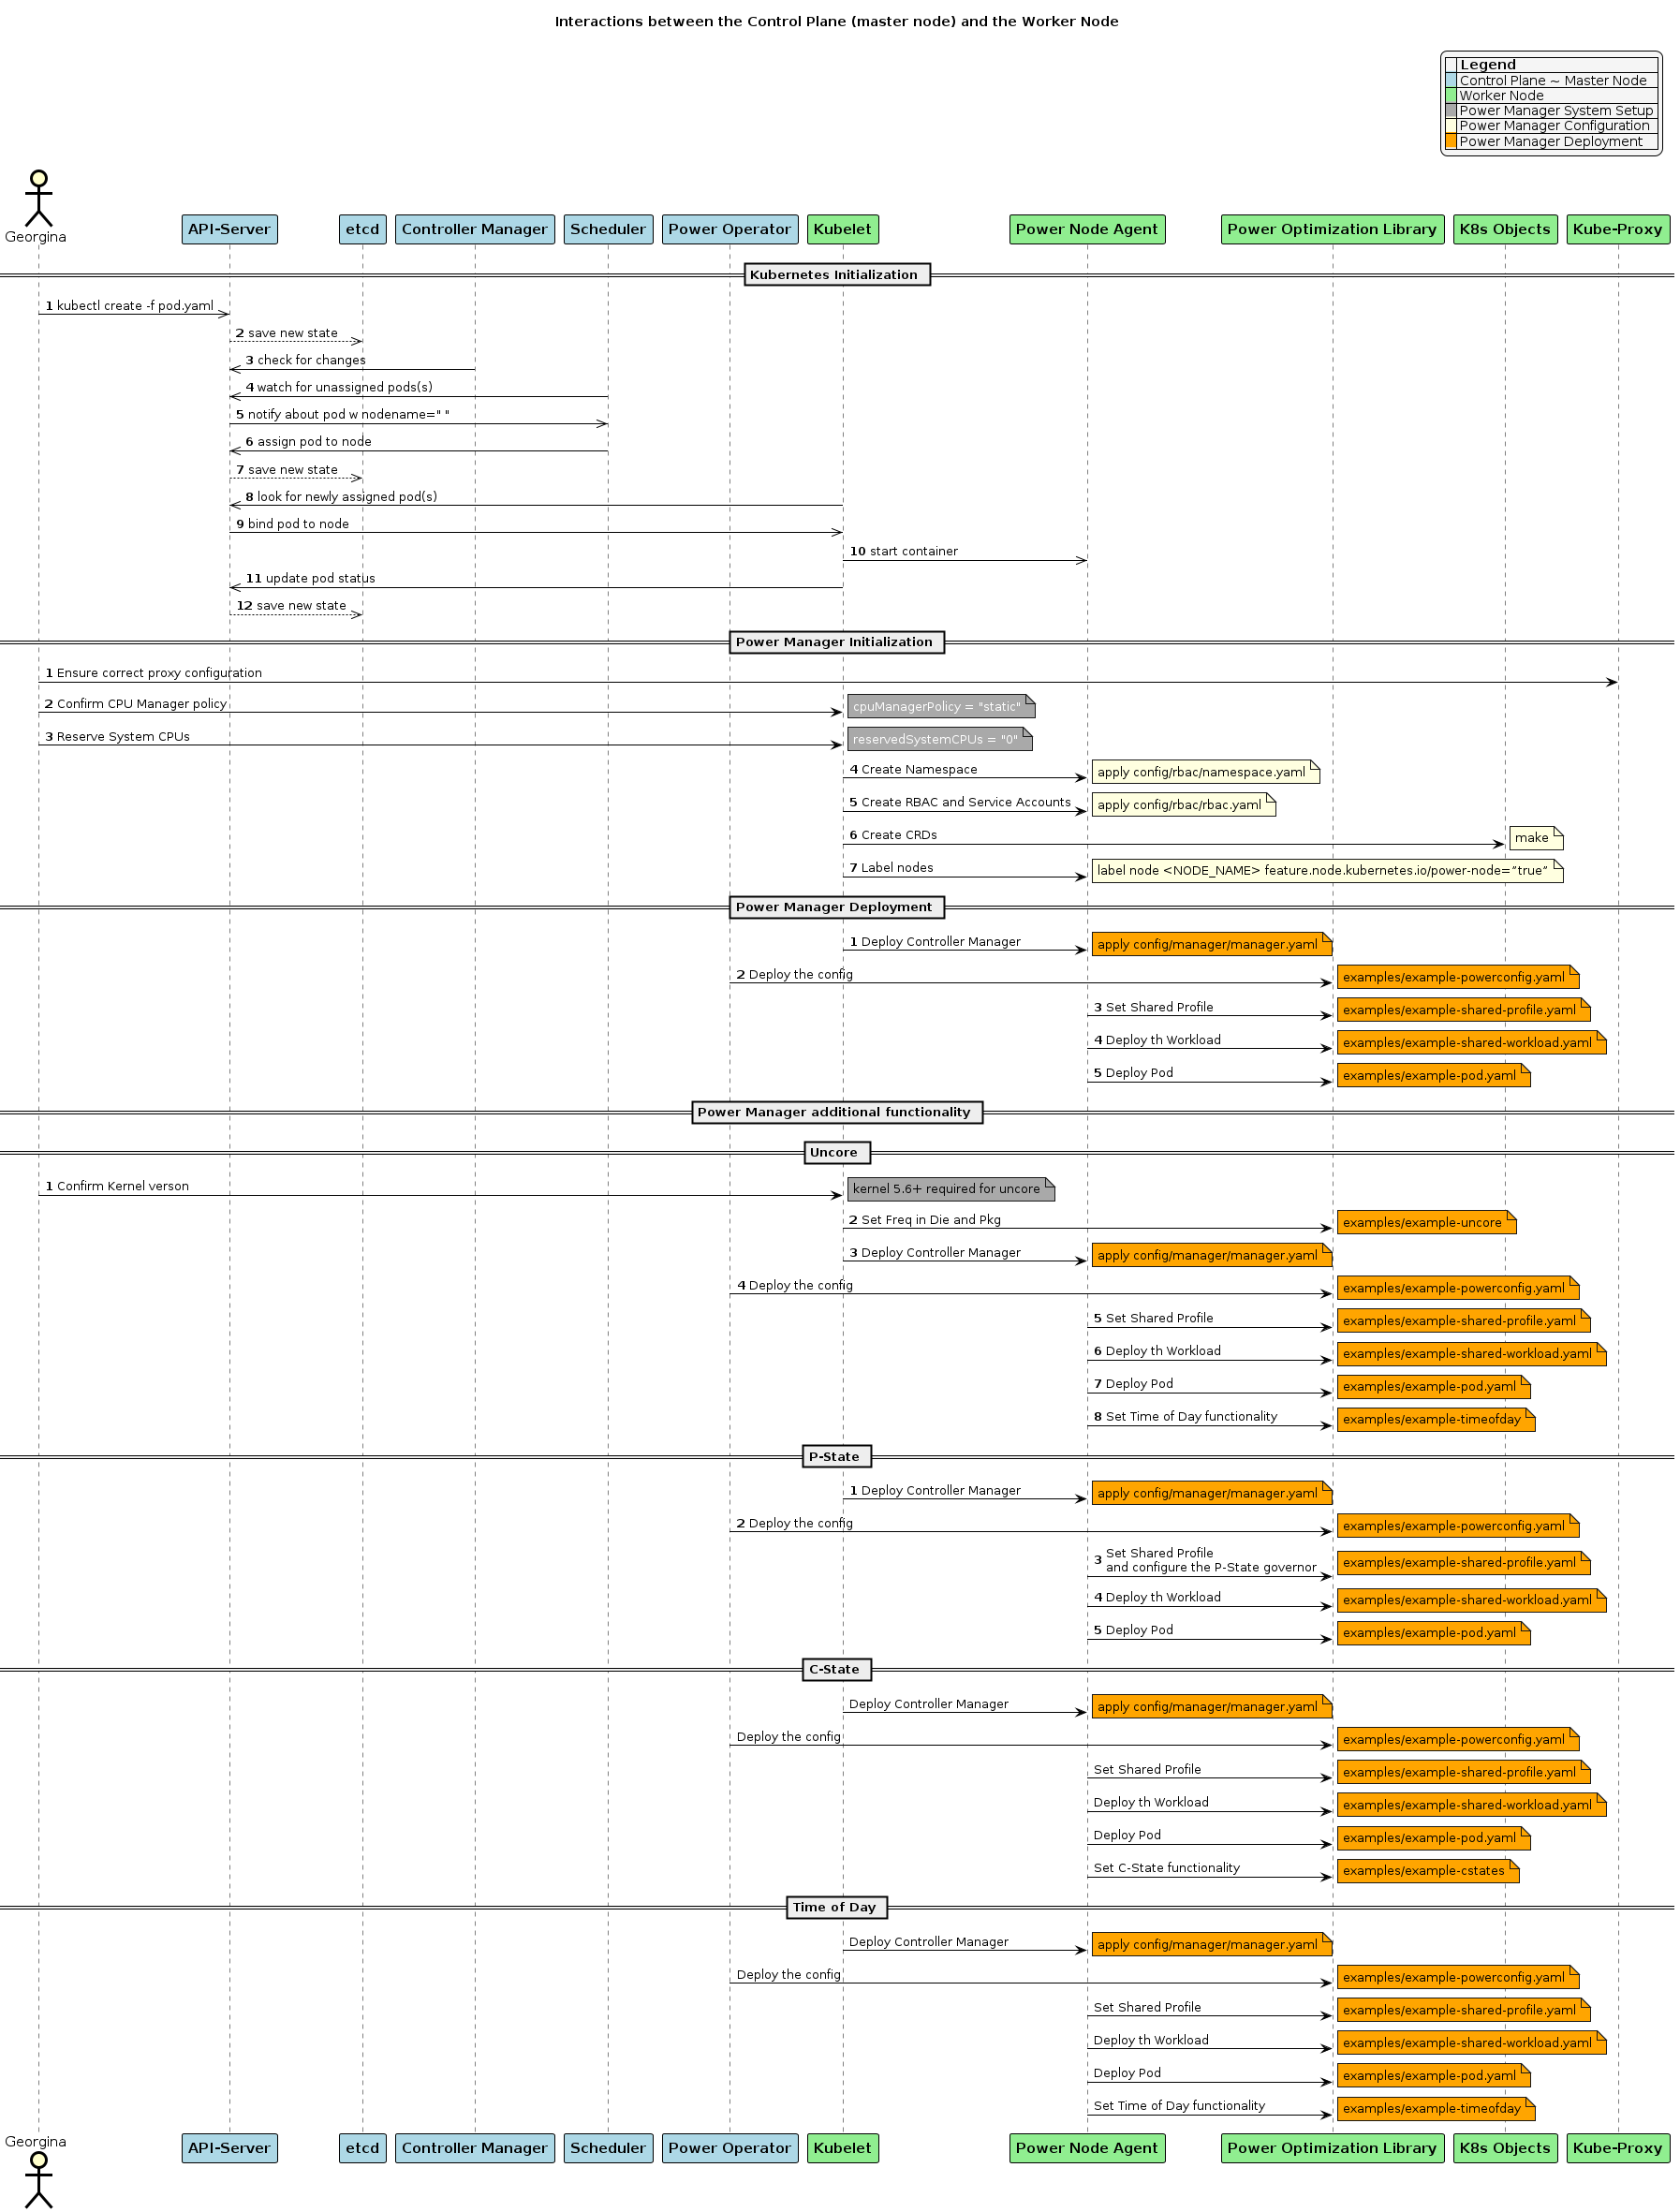 Interactions between the Control Plane (master node) and the Worker Node
Legend
Control Plane ~ Master Node
Worker Node
Power Manager System Setup
Power Manager Configuration
Power Manager Deployment
Georgina
API-Server
etcd
Controller Manager
Scheduler
Power Operator
Kubelet
Power Node Agent
Power Optimization Library
K8s Objects
Kube-Proxy
Kubernetes Initialization
1 kubectl create -f pod.yaml
2 save new state
3 check for changes
4 watch for unassigned pods(s)
5 notify about pod w nodename=" "
6 assign pod to node
7 save new state
8 look for newly assigned pod(s)
9 bind pod to node
10 start container
11 update pod status
12 save new state
Power Manager Initialization
1 Ensure correct proxy configuration
2 Confirm CPU Manager policy
cpuManagerPolicy = "static"
3 Reserve System CPUs
reservedSystemCPUs = "0"
4 Create Namespace
apply config/rbac/namespace.yaml
5 Create RBAC and Service Accounts
apply config/rbac/rbac.yaml
6 Create CRDs
make
7 Label nodes
label node <NODE_NAME> feature.node.kubernetes.io/power-node=”true”
Power Manager Deployment
1 Deploy Controller Manager
apply config/manager/manager.yaml
2 Deploy the config
examples/example-powerconfig.yaml
3 Set Shared Profile
examples/example-shared-profile.yaml
4 Deploy th Workload
examples/example-shared-workload.yaml
5 Deploy Pod
examples/example-pod.yaml
Power Manager additional functionality
Uncore
1 Confirm Kernel verson
kernel 5.6+ required for uncore
2 Set Freq in Die and Pkg
examples/example-uncore
3 Deploy Controller Manager
apply config/manager/manager.yaml
4 Deploy the config
examples/example-powerconfig.yaml
5 Set Shared Profile
examples/example-shared-profile.yaml
6 Deploy th Workload
examples/example-shared-workload.yaml
7 Deploy Pod
examples/example-pod.yaml
8 Set Time of Day functionality
examples/example-timeofday
P-State
1 Deploy Controller Manager
apply config/manager/manager.yaml
2 Deploy the config
examples/example-powerconfig.yaml
3 Set Shared Profile
and configure the P-State governor
examples/example-shared-profile.yaml
4 Deploy th Workload
examples/example-shared-workload.yaml
5 Deploy Pod
examples/example-pod.yaml
C-State
Deploy Controller Manager
apply config/manager/manager.yaml
Deploy the config
examples/example-powerconfig.yaml
Set Shared Profile
examples/example-shared-profile.yaml
Deploy th Workload
examples/example-shared-workload.yaml
Deploy Pod
examples/example-pod.yaml
Set C-State functionality
examples/example-cstates
Time of Day
Deploy Controller Manager
apply config/manager/manager.yaml
Deploy the config
examples/example-powerconfig.yaml
Set Shared Profile
examples/example-shared-profile.yaml
Deploy th Workload
examples/example-shared-workload.yaml
Deploy Pod
examples/example-pod.yaml
Set Time of Day functionality
examples/example-timeofday
Georgina
API-Server
etcd
Controller Manager
Scheduler
Power Operator
Kubelet
Power Node Agent
Power Optimization Library
K8s Objects
Kube-Proxy